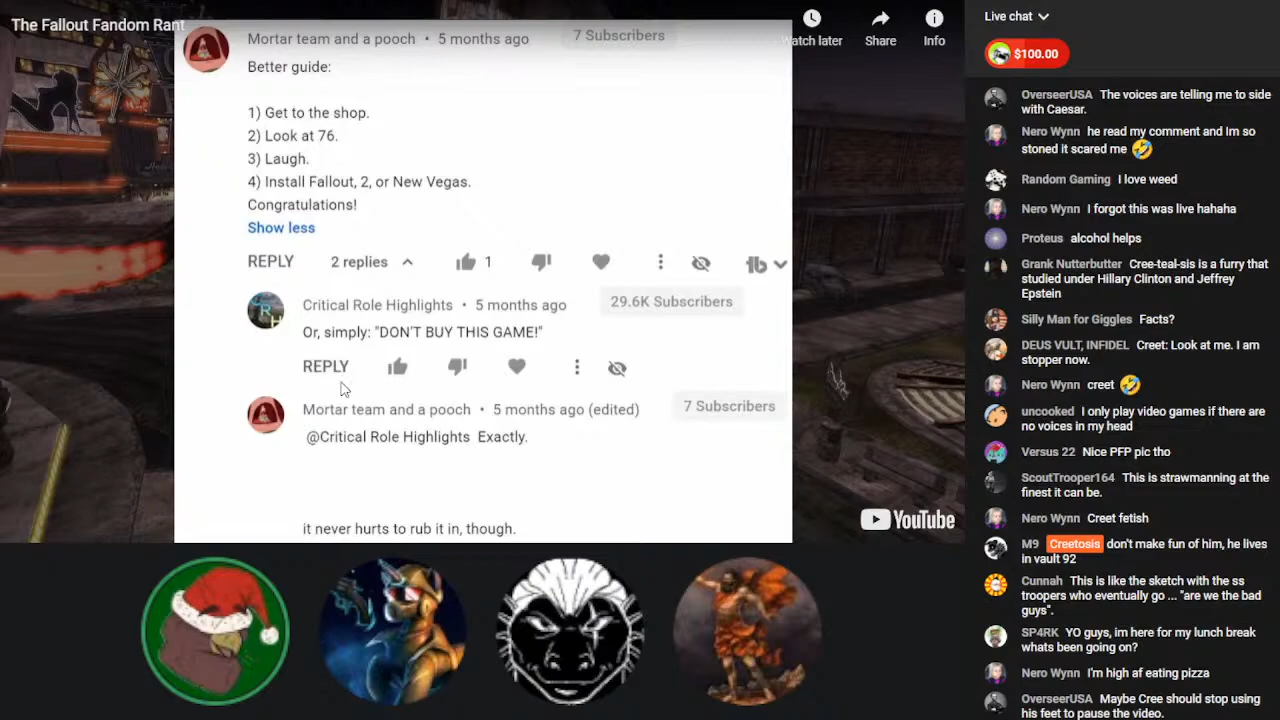 The Fallout Fandom Rant
Watch later
Share
Info
Mortar team and a pooch • 5 months ago
7 Subscribers
Better guide:
1) Get to the shop.
2) Look at 76.
3) Laugh.
4) Install Fallout, 2, or New Vegas.
Congratulations!
Show less
REPLY
2 replies
1
Critical Role Highlights • 5 months ago
29.6K Subscribers
Or, simply: "DON'T BUY THIS GAME!"
REPLY
Mortar team and a pooch • 5 months ago (edited)
7 Subscribers
@Critical Role Highlights Exactly.
it never hurts to rub it in, though.
YouTube
Live chat
$100.00
OverseerUSA The voices are telling me to side
with Caesar.
Nero Wynn he read my comment and Im so
stoned it scared me 🤣
Random Gaming I love weed
Nero Wynn I forgot this was live hahaha
Proteus alcohol helps
Grank Nutterbutter Cree-teal-sis is a furry that
studied under Hillary Clinton and Jeffrey
Epstein
Silly Man for Giggles Facts?
DEUS VULT, INFIDEL Creet: Look at me. I am
stopper now.
Nero Wynn creet 🤣
uncooked I only play video games if there are
no voices in my head
Versus 22 Nice PFP pic tho
ScoutTrooper164 This is strawmanning at the
finest it can be.
Nero Wynn Creet fetish
M9 Creetosis don't make fun of him, he lives
in vault 92
Cunnah This is like the sketch with the ss
troopers who eventually go ... "are we the bad
guys".
SP4RK YO guys, im here for my lunch break
whats been going on?
Nero Wynn I'm high af eating pizza
OverseerUSA Maybe Cree should stop using
his feet to pause the video.